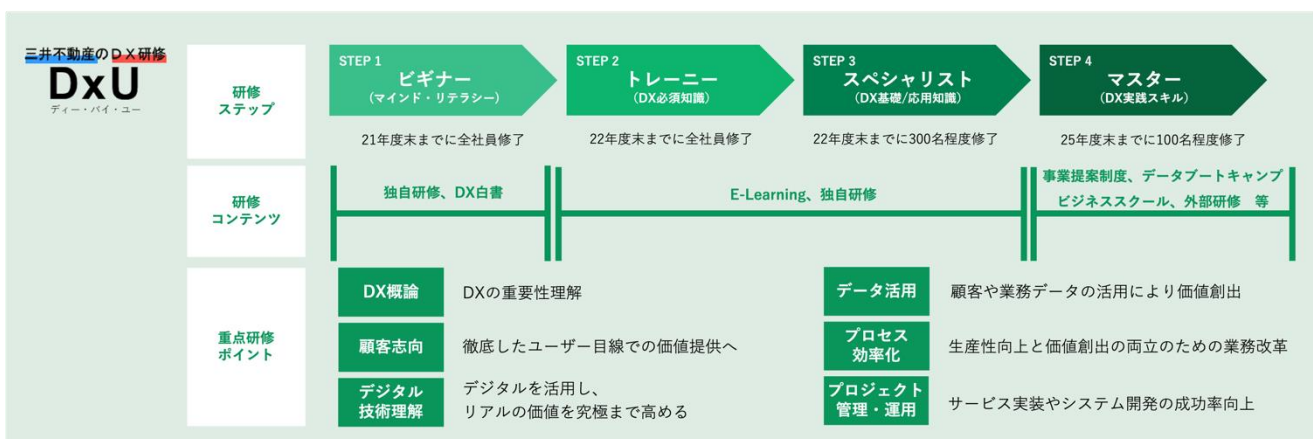 三井不動産のDX研修
DxU
ディー・バイ・ユー
研修
ステップ
STEP 1
ビギナー
(マインド・リテラシー)
21年度末までに全社員修了
STEP 2
トレーニー
(DX必須知識)
22年度末までに全社員修了
STEP 3
スペシャリスト
(DX基礎/応用知識)
22年度末までに300名程度修了
STEP 4
マスター
(DX実践スキル)
25年度末までに100名程度修了
研修
コンテンツ
独自研修、DX白書
E-Learning、独自研修
事業提案制度、データブートキャンプ
ビジネススクール、外部研修 等
重点研修
ポイント
DX概論
DXの重要性理解
顧客志向
徹底したユーザー目線での価値提供へ
デジタル
技術理解
デジタルを活用し、
リアルの価値を究極まで高める
データ活用
顧客や業務データの活用により価値創出
プロセス
効率化
生産性向上と価値創出の両立のための業務改革
プロジェクト
管理・運用
サービス実装やシステム開発の成功率向上